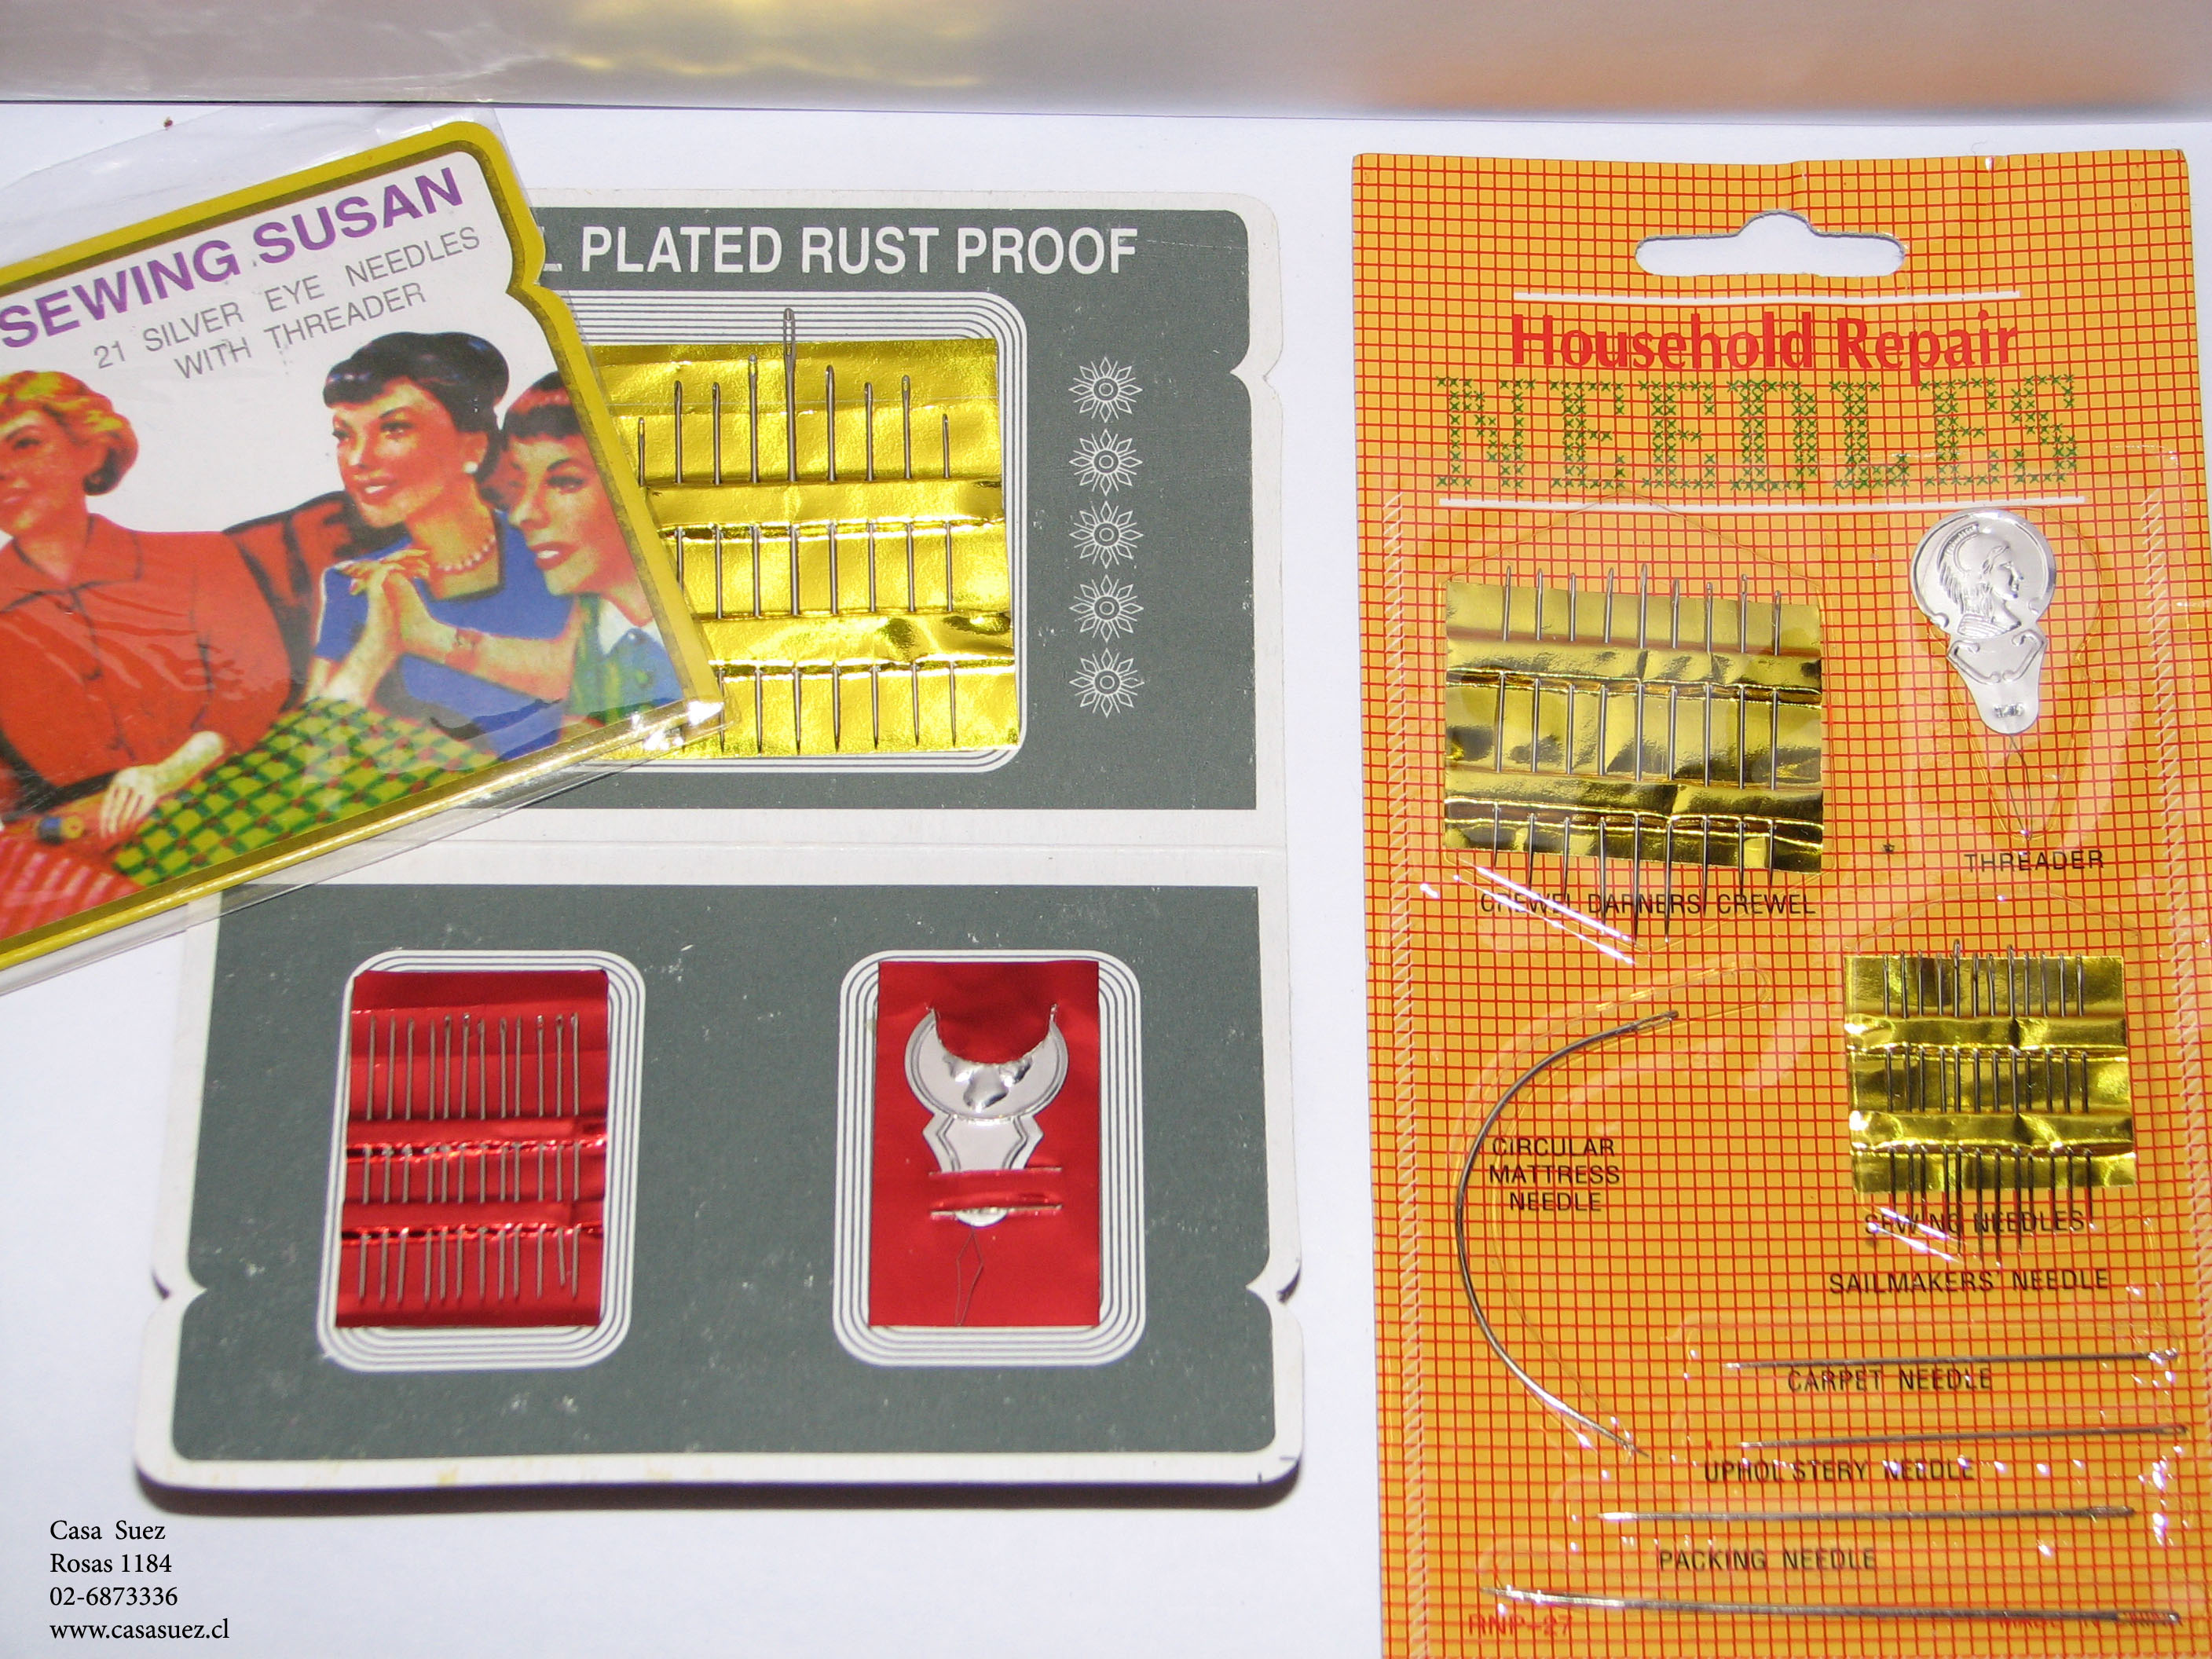 SEWING SUSAN
21 SILVER EYE NEEDLES
WITH THREADER
L PLATED RUST PROOF
Household Repair
NEEDLES
THREADER
CREWEL DARNERS CREWEL
CIRCULAR
MATTRESS
NEEDLE
SEWING NEEDLES
SAILMAKERS' NEEDLE
CARPET NEEDLE
UPHOLSTERY NEEDLE
PACKING NEEDLE
RNP-27
Casa Suez
Rosas 1184
02-6873336
www.casasuez.cl